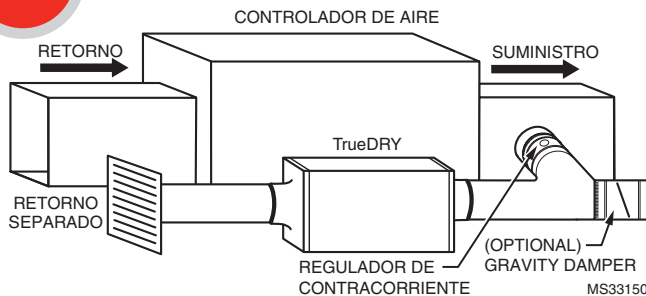 CONTROLADOR DE AIRE
RETORNO
SUMINISTRO
TrueDRY
RETORNO
SEPARADO
(OPTIONAL)
GRAVITY DAMPER
REGULADOR DE
CONTRACORRIENTE
MS33150